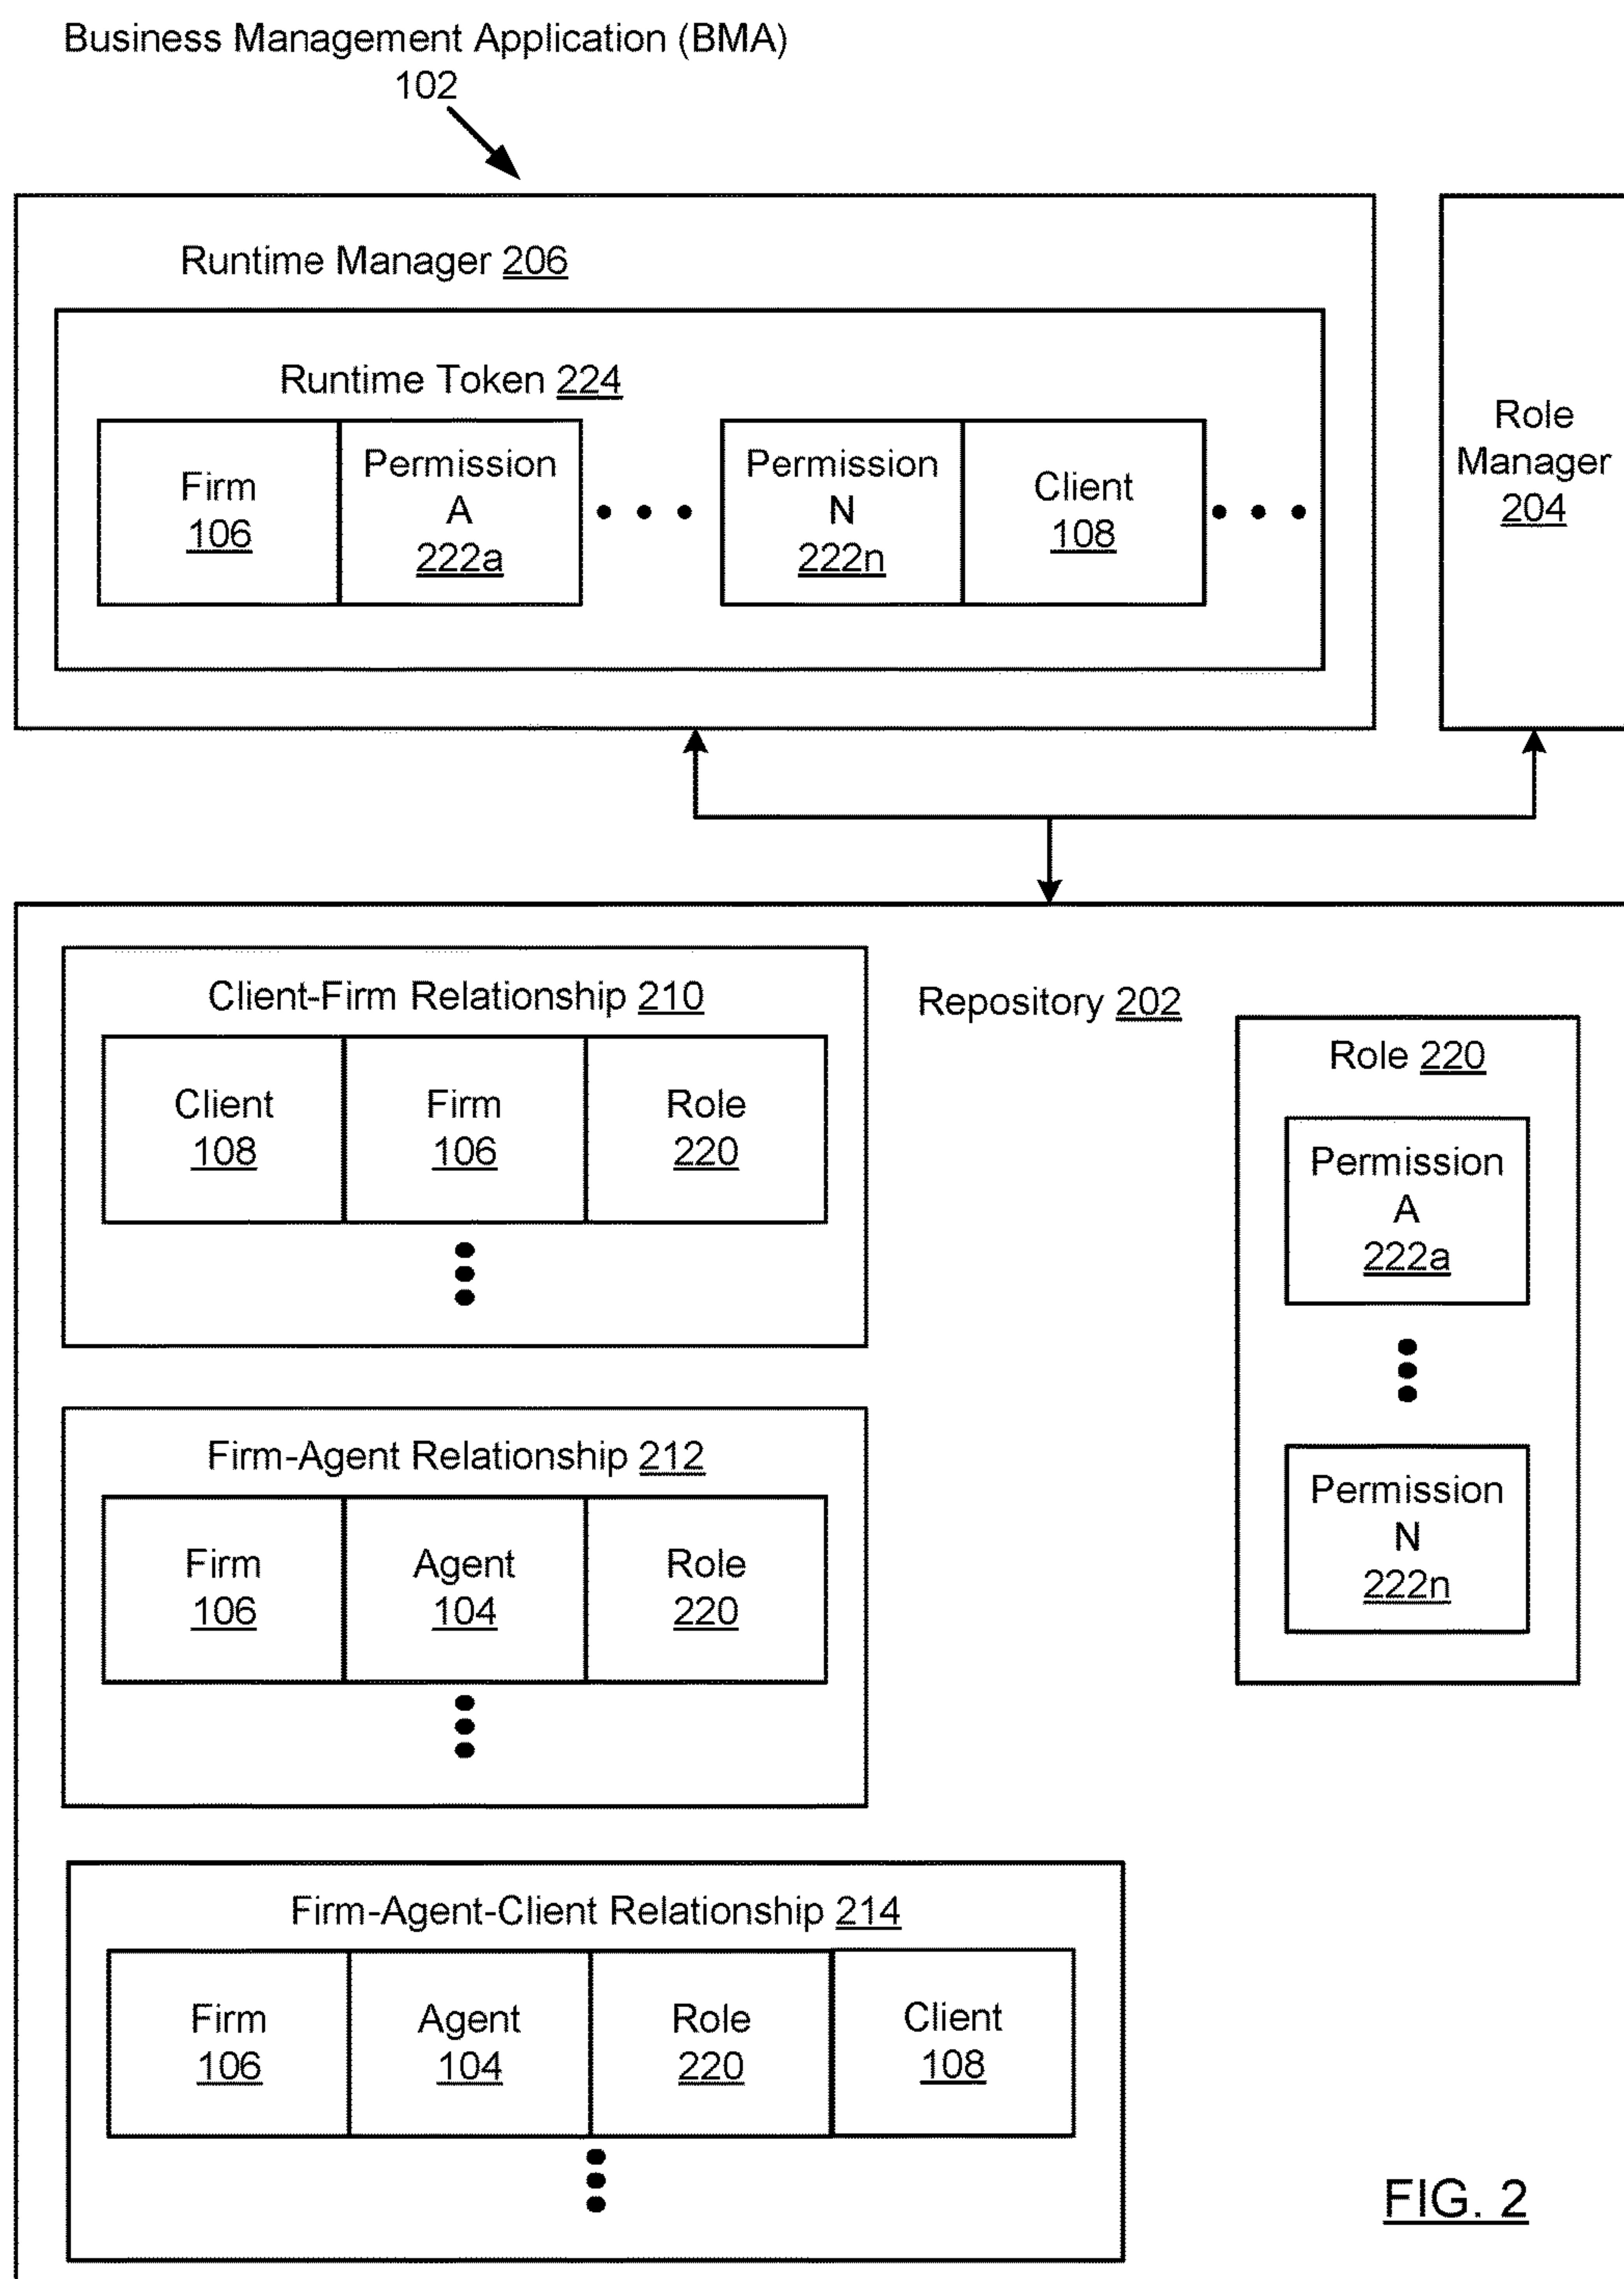 Business Management Application (BMA)
102
Runtime Manager 206
Runtime Token 224
Firm
106
Permission
A
222a
Permission
N
222n
Client
108
Role
Manager
204
Repository 202
Client-Firm Relationship 210
Client
108
Firm
106
Role
220
Role 220
Permission
A
222a
Permission
N
222n
Firm-Agent Relationship 212
Firm
106
Agent
104
Role
220
Firm-Agent-Client Relationship 214
Firm
106
Agent
104
Role
220
Client
108
FIG. 2